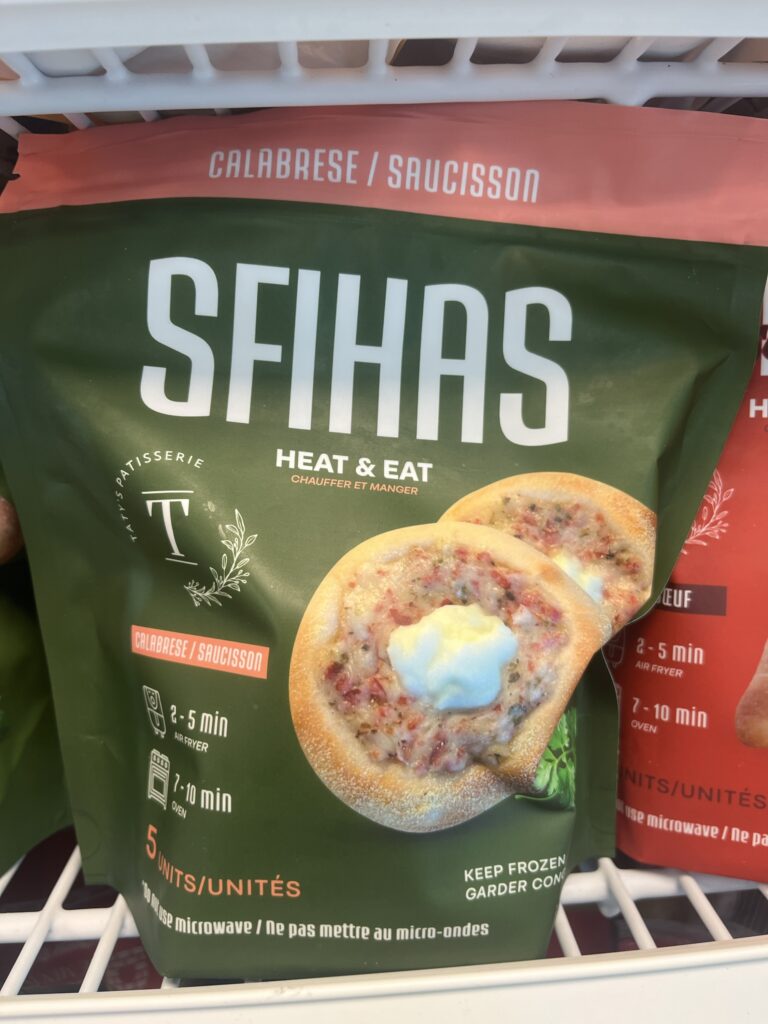 CALABRESE / SAUCISSON
SFIHAS
HEAT & EAT
CHAUFFER ET MANGER
TATY'S PATISSERIE
T
CALABRESE / SAUCISSON
2 - 5 min
AIR FRYER
7 - 10 min
OVEN
5 UNITS/UNITÉS
KEEP FROZEN
GARDER CON
not use microwave / Ne pas mettre au micro-ondes
H
ŒUF
2 - 5 min
AIR FRYER
7 - 10 min
OVEN
UNITS/UNITÉS
use microwave / Ne pa